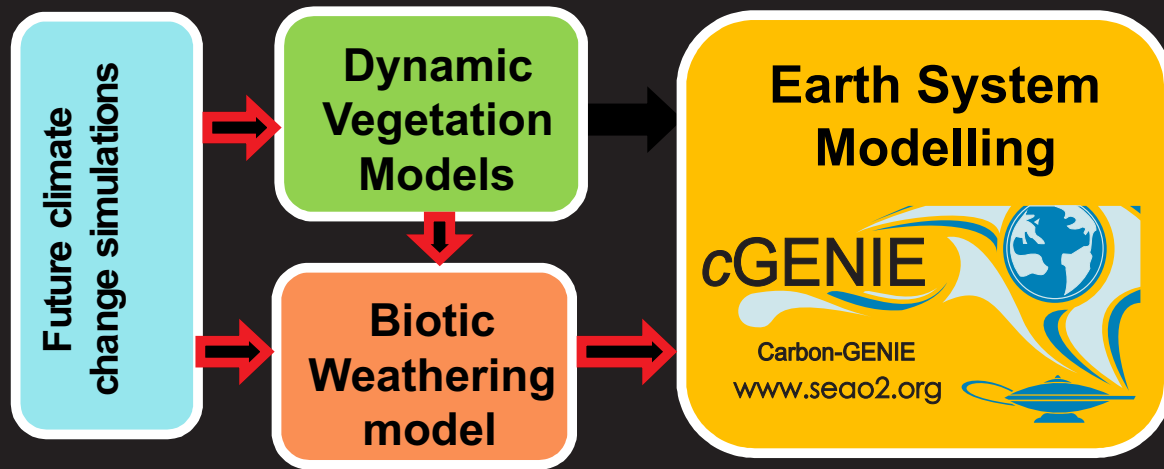 Future climate
change simulations
Dynamic
Vegetation
Models
Biotic
Weathering
model
Earth System
Modelling
cGENIE
Carbon-GENIE
www.seao2.org